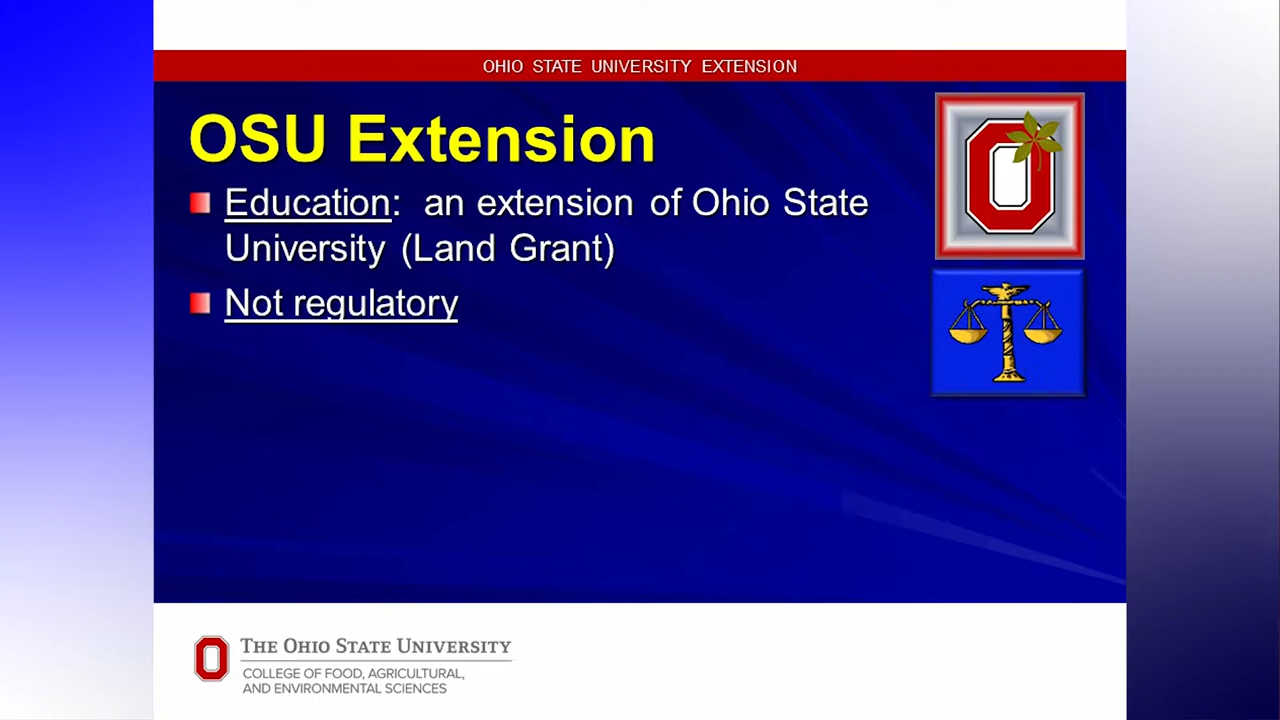 OHIO STATE UNIVERSITY EXTENSION
OSU Extension
Education: an extension of Ohio State
University (Land Grant)
Not regulatory
THE OHIO STATE UNIVERSITY
COLLEGE OF FOOD, AGRICULTURAL,
AND ENVIRONMENTAL SCIENCES